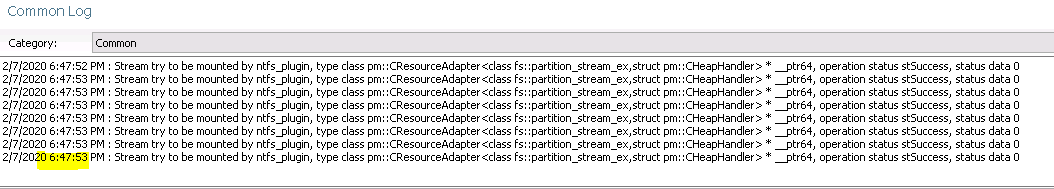 Common Log
Category: Common
2/7/2020 6:47:52 PM : Stream try to be mounted by ntfs_plugin, type class pm::CResourceAdapter<class fs::partition_stream_ex,struct pm::CHeapHandler> * __ptr64, operation status stSuccess, status data 0
2/7/2020 6:47:53 PM : Stream try to be mounted by ntfs_plugin, type class pm::CResourceAdapter<class fs::partition_stream_ex,struct pm::CHeapHandler> * __ptr64, operation status stSuccess, status data 0
2/7/2020 6:47:53 PM : Stream try to be mounted by ntfs_plugin, type class pm::CResourceAdapter<class fs::partition_stream_ex,struct pm::CHeapHandler> * __ptr64, operation status stSuccess, status data 0
2/7/2020 6:47:53 PM : Stream try to be mounted by ntfs_plugin, type class pm::CResourceAdapter<class fs::partition_stream_ex,struct pm::CHeapHandler> * __ptr64, operation status stSuccess, status data 0
2/7/2020 6:47:53 PM : Stream try to be mounted by ntfs_plugin, type class pm::CResourceAdapter<class fs::partition_stream_ex,struct pm::CHeapHandler> * __ptr64, operation status stSuccess, status data 0
2/7/2020 6:47:53 PM : Stream try to be mounted by ntfs_plugin, type class pm::CResourceAdapter<class fs::partition_stream_ex,struct pm::CHeapHandler> * __ptr64, operation status stSuccess, status data 0
2/7/2020 6:47:53 PM : Stream try to be mounted by ntfs_plugin, type class pm::CResourceAdapter<class fs::partition_stream_ex,struct pm::CHeapHandler> * __ptr64, operation status stSuccess, status data 0
2/7/2020 6:47:53 PM : Stream try to be mounted by ntfs_plugin, type class pm::CResourceAdapter<class fs::partition_stream_ex,struct pm::CHeapHandler> * __ptr64, operation status stSuccess, status data 0